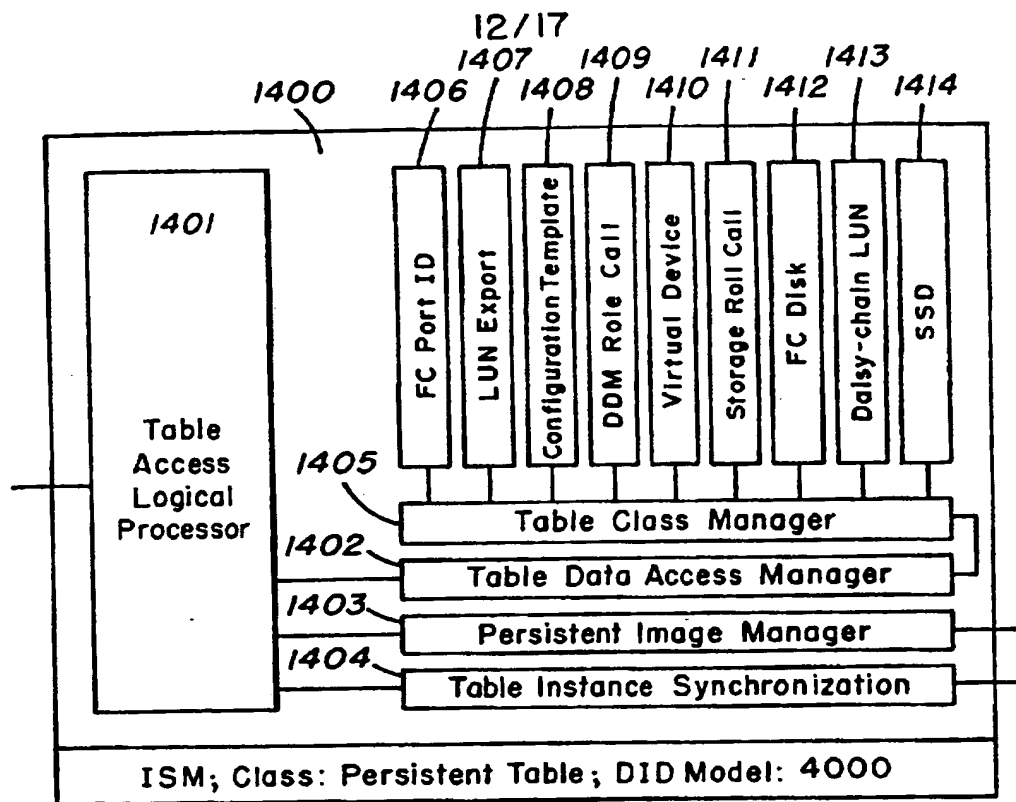 12/17
1400
1406
1407
1408
1409
1410
1411
1412
1413
1414
1401
Table
Access
Logical
Processor
FC Port ID
LUN Export
Configuration Template
DDM Role Call
Virtual Device
Storage Roll Call
FC Disk
Daisy-chain LUN
SSD
1405
Table Class Manager
1402
Table Data Access Manager
1403
Persistent Image Manager
1404
Table Instance Synchronization
ISM; Class: Persistent Table; DID Model: 4000